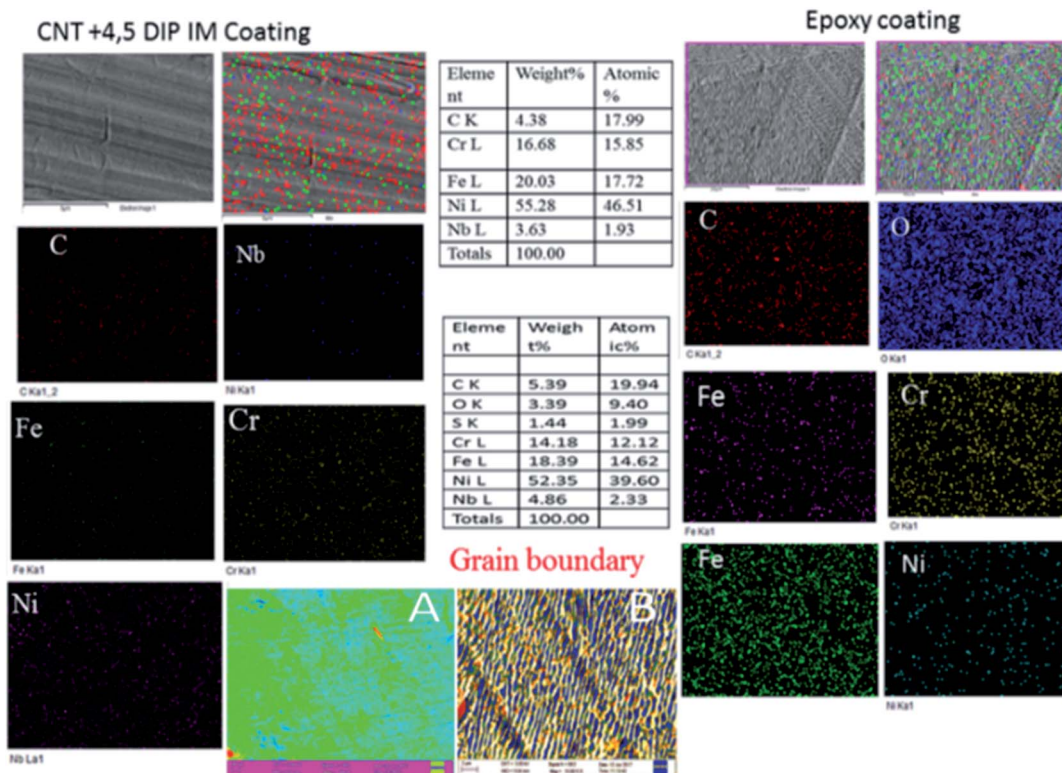 CNT +4,5 DIP IM Coating
Epoxy coating
Eleme
nt
Weight%
Atomic
%
C K 4.38 17.99
Cr L 16.68 15.85
Fe L 20.03 17.72
Ni L 55.28 46.51
Nb L 3.63 1.93
Totals 100.00
C
Nb
C Ka1_2
Ni Ka1
C
O
C Ka1_2
O Ka1
Eleme
nt
Weigh
t%
Atom
ic%
C K 5.39 19.94
O K 3.39 9.40
S K 1.44 1.99
Cr L 14.18 12.12
Fe L 18.39 14.62
Ni L 52.35 39.60
Nb L 4.86 2.33
Totals 100.00
Fe
Cr
Fe Ka1
Cr Ka1
Fe
Cr
Fe Ka1
Cr Ka1
Grain boundary
Ni
A
B
Nb La1
Fe
Ni
Ni Ka1